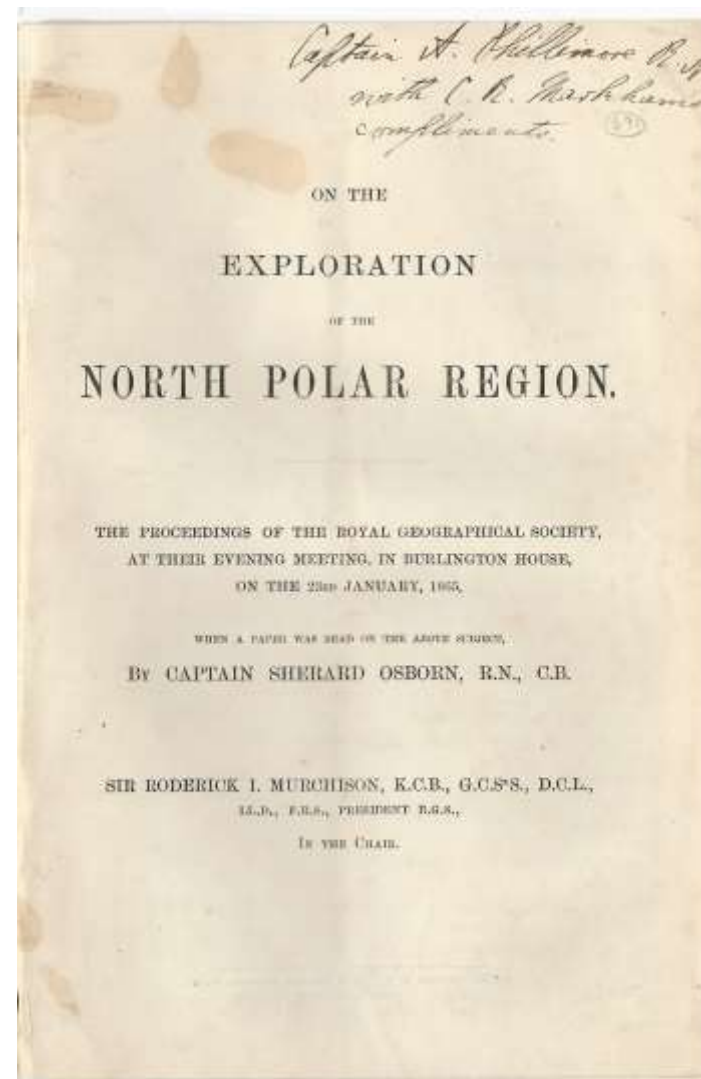 Captain A. Phillimore R.N
with C. R. Markham's
compliments.
ON THE
EXPLORATION
OF THE
NORTH POLAR REGION.
THE PROCEEDINGS OF THE ROYAL GEOGRAPHICAL SOCIETY,
AT THEIR EVENING MEETING, IN BURLINGTON HOUSE,
ON THE 23RD JANUARY, 1865,
WHEN A PAPER WAS READ ON THE ABOVE SUBJECT,
BY CAPTAIN SHERARD OSBORN, R.N., C.B.
SIR RODERICK I. MURCHISON, K.C.B., G.C.StS., D.C.L.,
LL.D., F.R.S., PRESIDENT R.G.S.,
IN THE CHAIR.